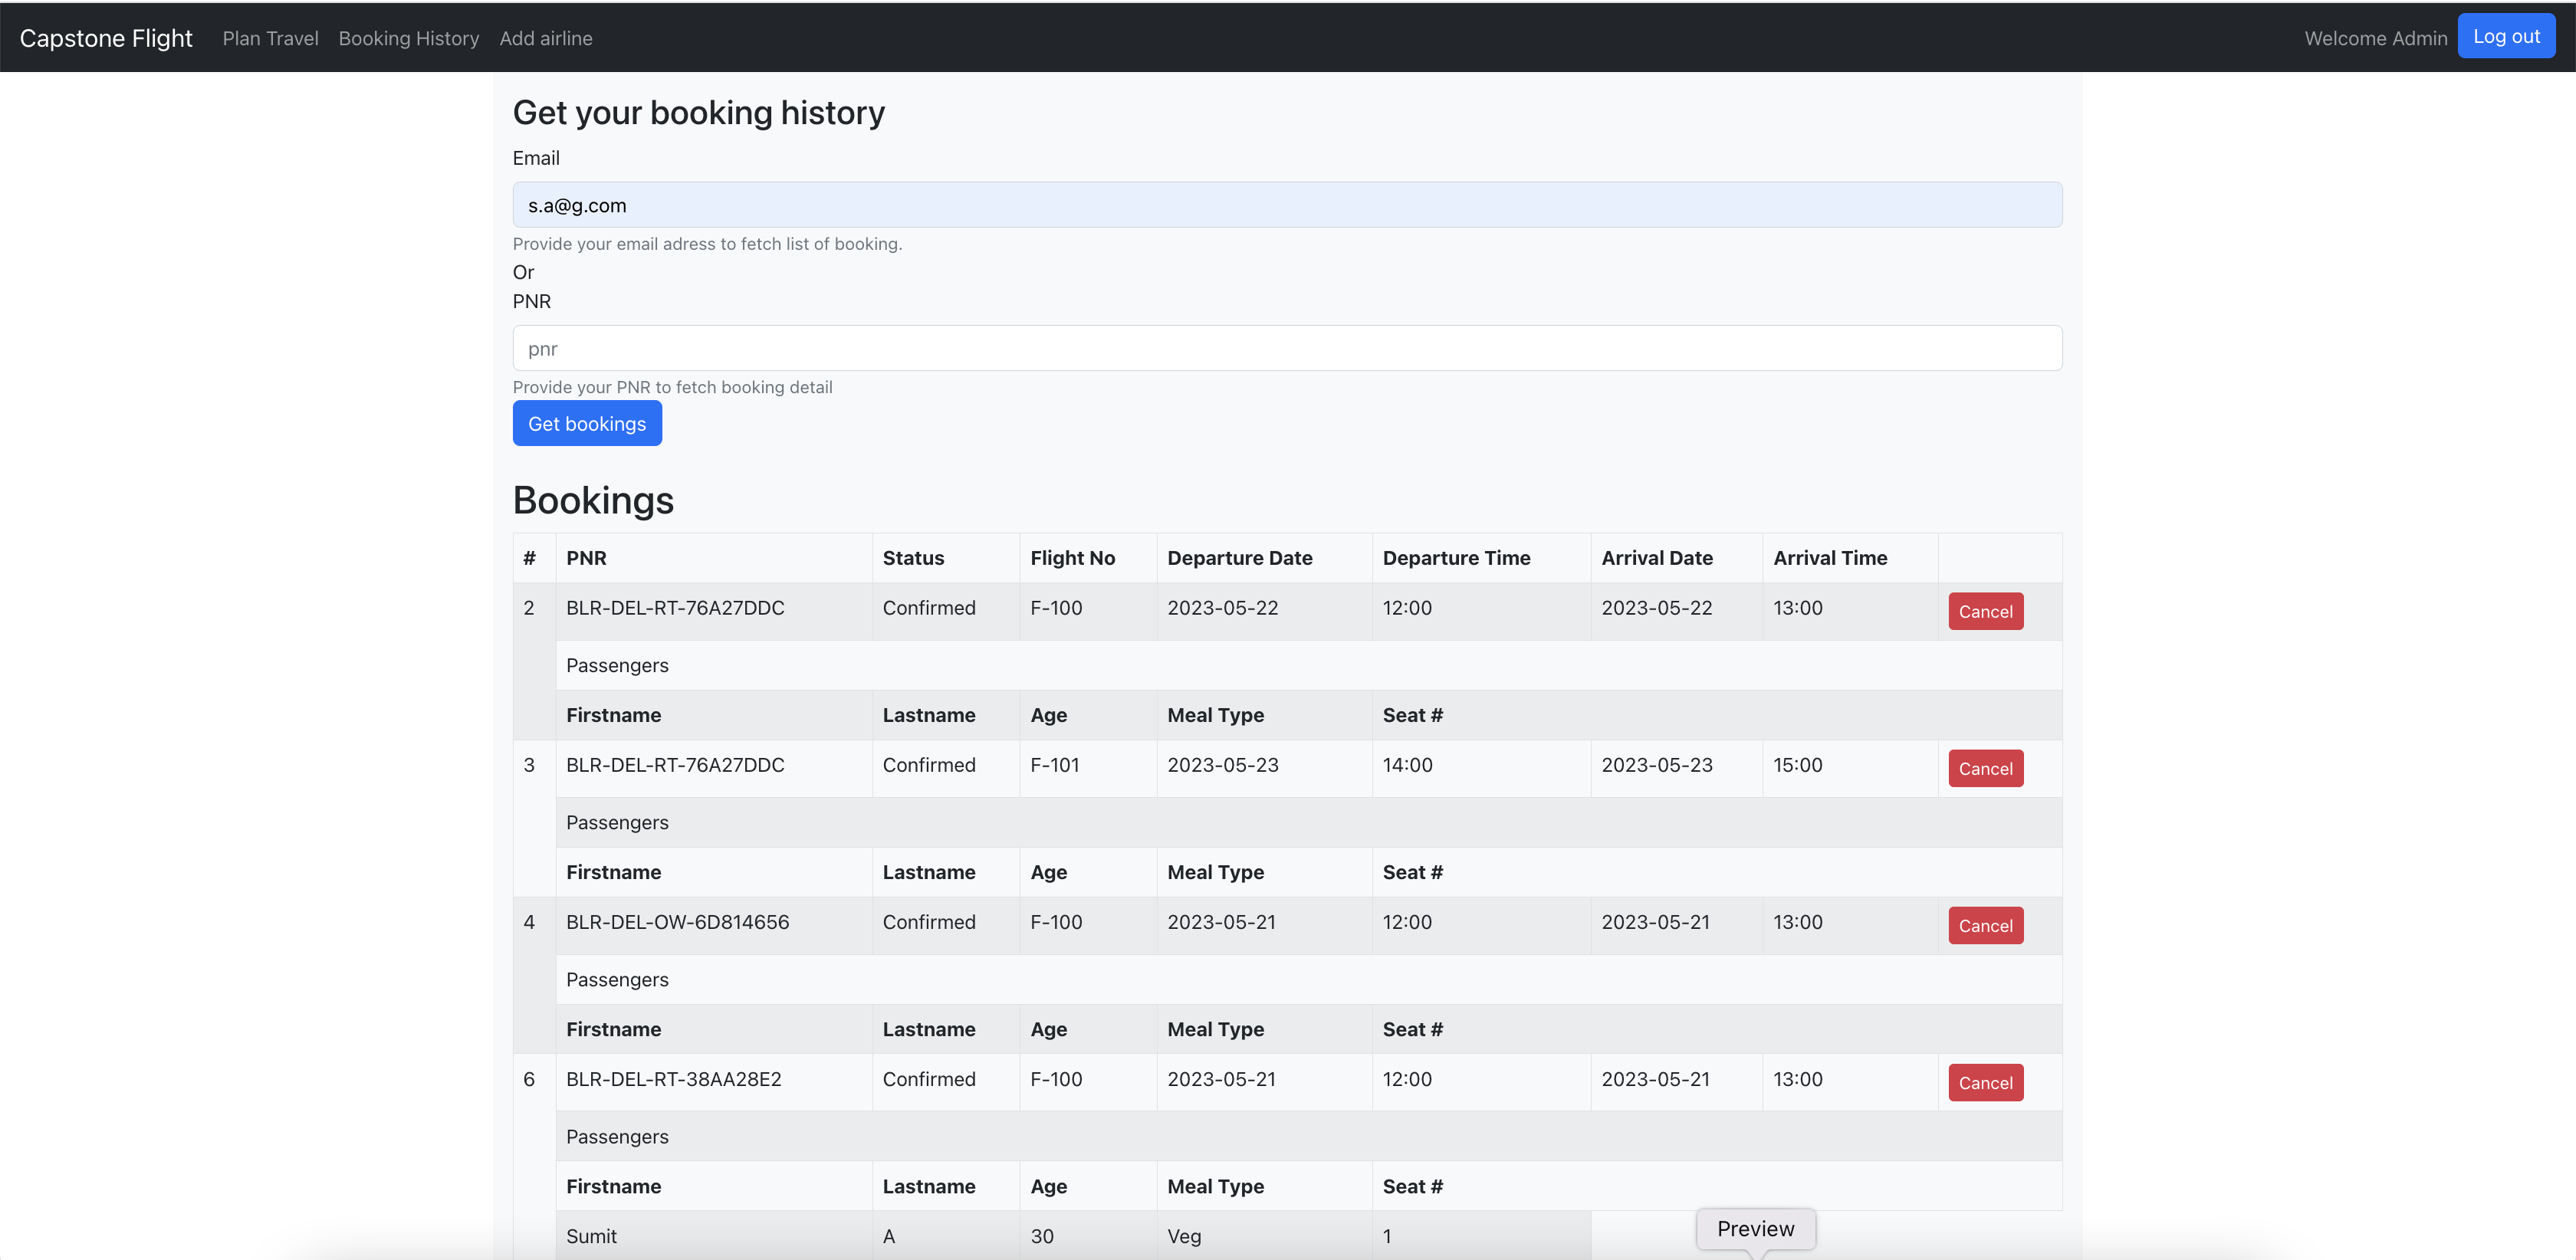 Capstone Flight Plan Travel Booking History Add airline Welcome Admin Log out
Get your booking history
Email
s.a@g.com
Provide your email adress to fetch list of booking.
Or
PNR
pnr
Provide your PNR to fetch booking detail
Get bookings
Bookings
# PNR Status Flight No Departure Date Departure Time Arrival Date Arrival Time
2 BLR-DEL-RT-76A27DDC Confirmed F-100 2023-05-22 12:00 2023-05-22 13:00 Cancel
Passengers
Firstname Lastname Age Meal Type Seat #
3 BLR-DEL-RT-76A27DDC Confirmed F-101 2023-05-23 14:00 2023-05-23 15:00 Cancel
Passengers
Firstname Lastname Age Meal Type Seat #
4 BLR-DEL-OW-6D814656 Confirmed F-100 2023-05-21 12:00 2023-05-21 13:00 Cancel
Passengers
Firstname Lastname Age Meal Type Seat #
6 BLR-DEL-RT-38AA28E2 Confirmed F-100 2023-05-21 12:00 2023-05-21 13:00 Cancel
Passengers
Firstname Lastname Age Meal Type Seat #
Sumit A 30 Veg 1
Preview